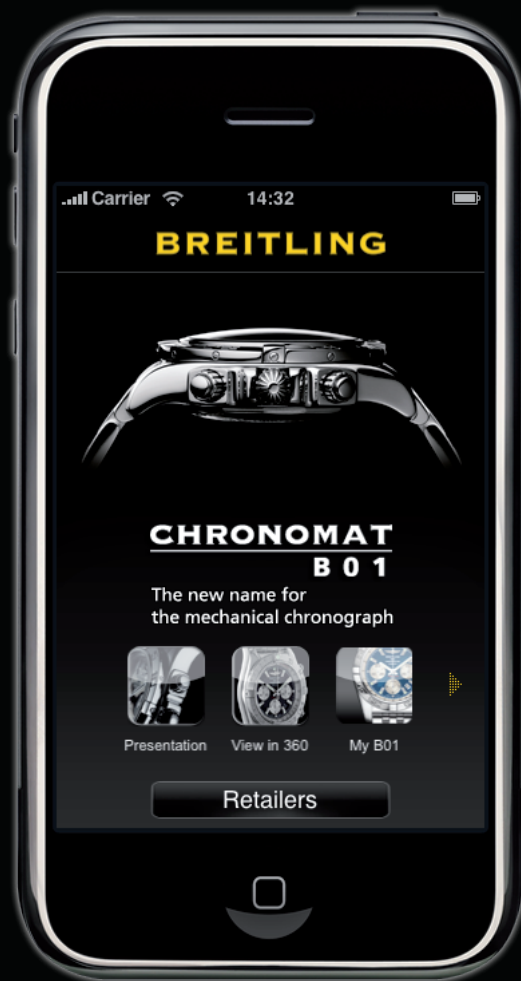 Carrier 14:32
BREITLING
CHRONOMAT
B01
The new name for
the mechanical chronograph
Presentation View in 360 My B01
Retailers